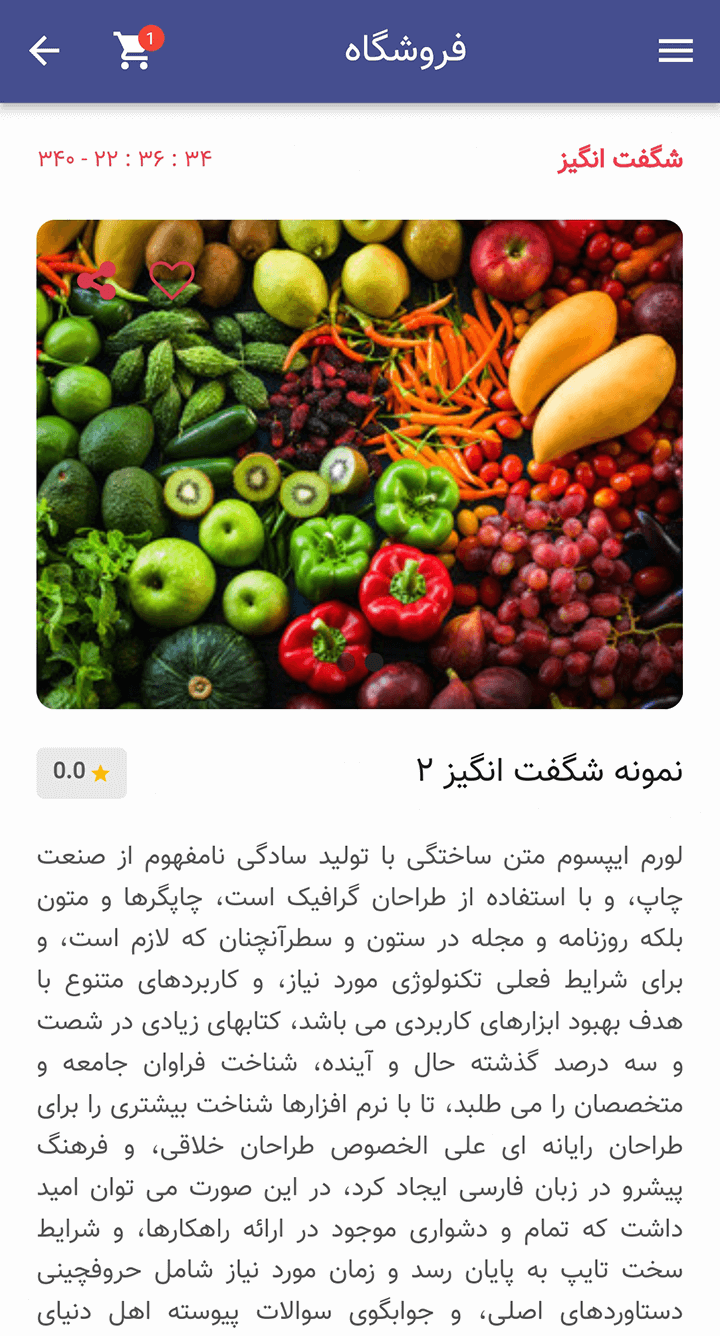 فروشگاه
1
شگفت انگیز
۳۴۰ - ۲۲ : ۳۶ : ۳۴
نمونه شگفت انگیز ۲
0.0
لورم ایپسوم متن ساختگی با تولید سادگی نامفهوم از صنعت
چاپ، و با استفاده از طراحان گرافیک است، چاپگرها و متون
بلکه روزنامه و مجله در ستون و سطرآنچنان که لازم است، و
برای شرایط فعلی تکنولوژی مورد نیاز، و کاربردهای متنوع با
هدف بهبود ابزارهای کاربردی می باشد، کتابهای زیادی در شصت
و سه درصد گذشته حال و آینده، شناخت فراوان جامعه و
متخصصان را می طلبد، تا با نرم افزارها شناخت بیشتری را برای
طراحان رایانه ای علی الخصوص طراحان خلاقی، و فرهنگ
پیشرو در زبان فارسی ایجاد کرد، در این صورت می توان امید
داشت که تمام و دشواری موجود در ارائه راهکارها، و شرایط
سخت تایپ به پایان رسد و زمان مورد نیاز شامل حروفچینی
دستاوردهای اصلی، و جوابگوی سوالات پیوسته اهل دنیای